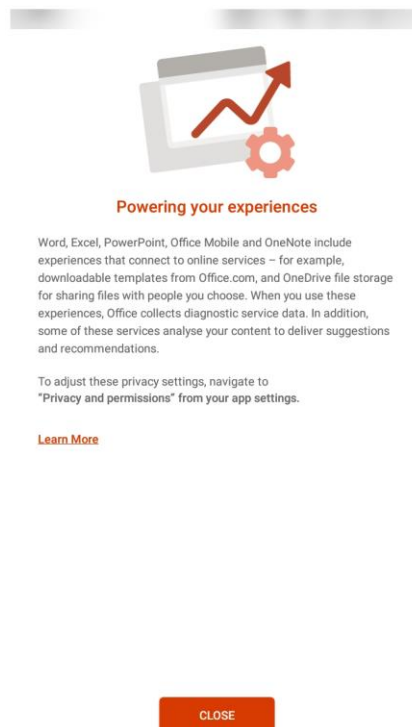 Powering your experiences
Word, Excel, PowerPoint, Office Mobile and OneNote include
experiences that connect to online services – for example,
downloadable templates from Office.com, and OneDrive file storage
for sharing files with people you choose. When you use these
experiences, Office collects diagnostic service data. In addition,
some of these services analyse your content to deliver suggestions
and recommendations.
To adjust these privacy settings, navigate to
“Privacy and permissions” from your app settings.
Learn More
CLOSE